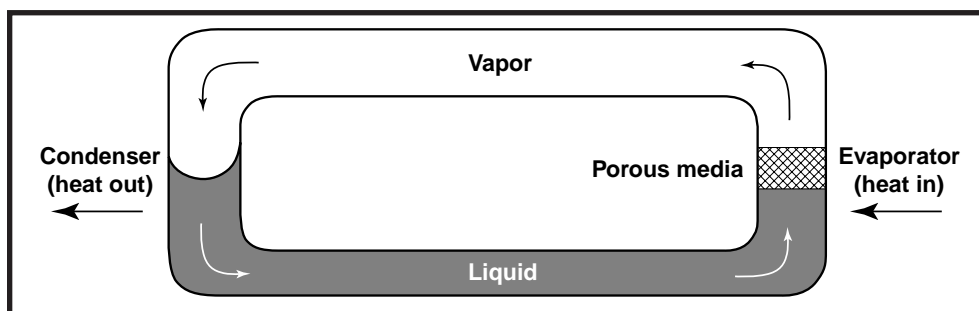 Vapor
Condenser
(heat out)
Porous media
Evaporator
(heat in)
Liquid